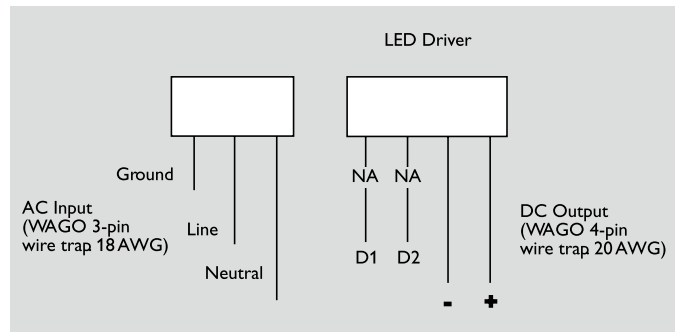 LED Driver
Ground
Line
Neutral
AC Input
(WAGO 3-pin
wire trap 18 AWG)
NA NA
D1 D2
- +
DC Output
(WAGO 4-pin
wire trap 20 AWG)